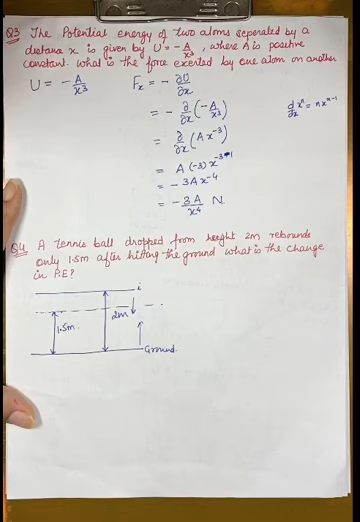 Q3 The Potential energy of two atoms seperated by a
distance x is given by U = -A/x³, where A is positive
constant. what is the force exerted by one atom on another
U = -A/x³
Fx = -∂U/∂x
= -∂/∂x (-A/x³)
d/dx xⁿ = nxⁿ⁻¹
= ∂/∂x (Ax⁻³)
= A(-3)x⁻³⁻¹
= -3Ax⁻⁴
= -3A/x⁴ N
Q4 A tennis ball dropped from height 2m rebounds
only 1.5m after hitting the ground what is the change
in P.E?
i
1.5m.
2m
Ground.